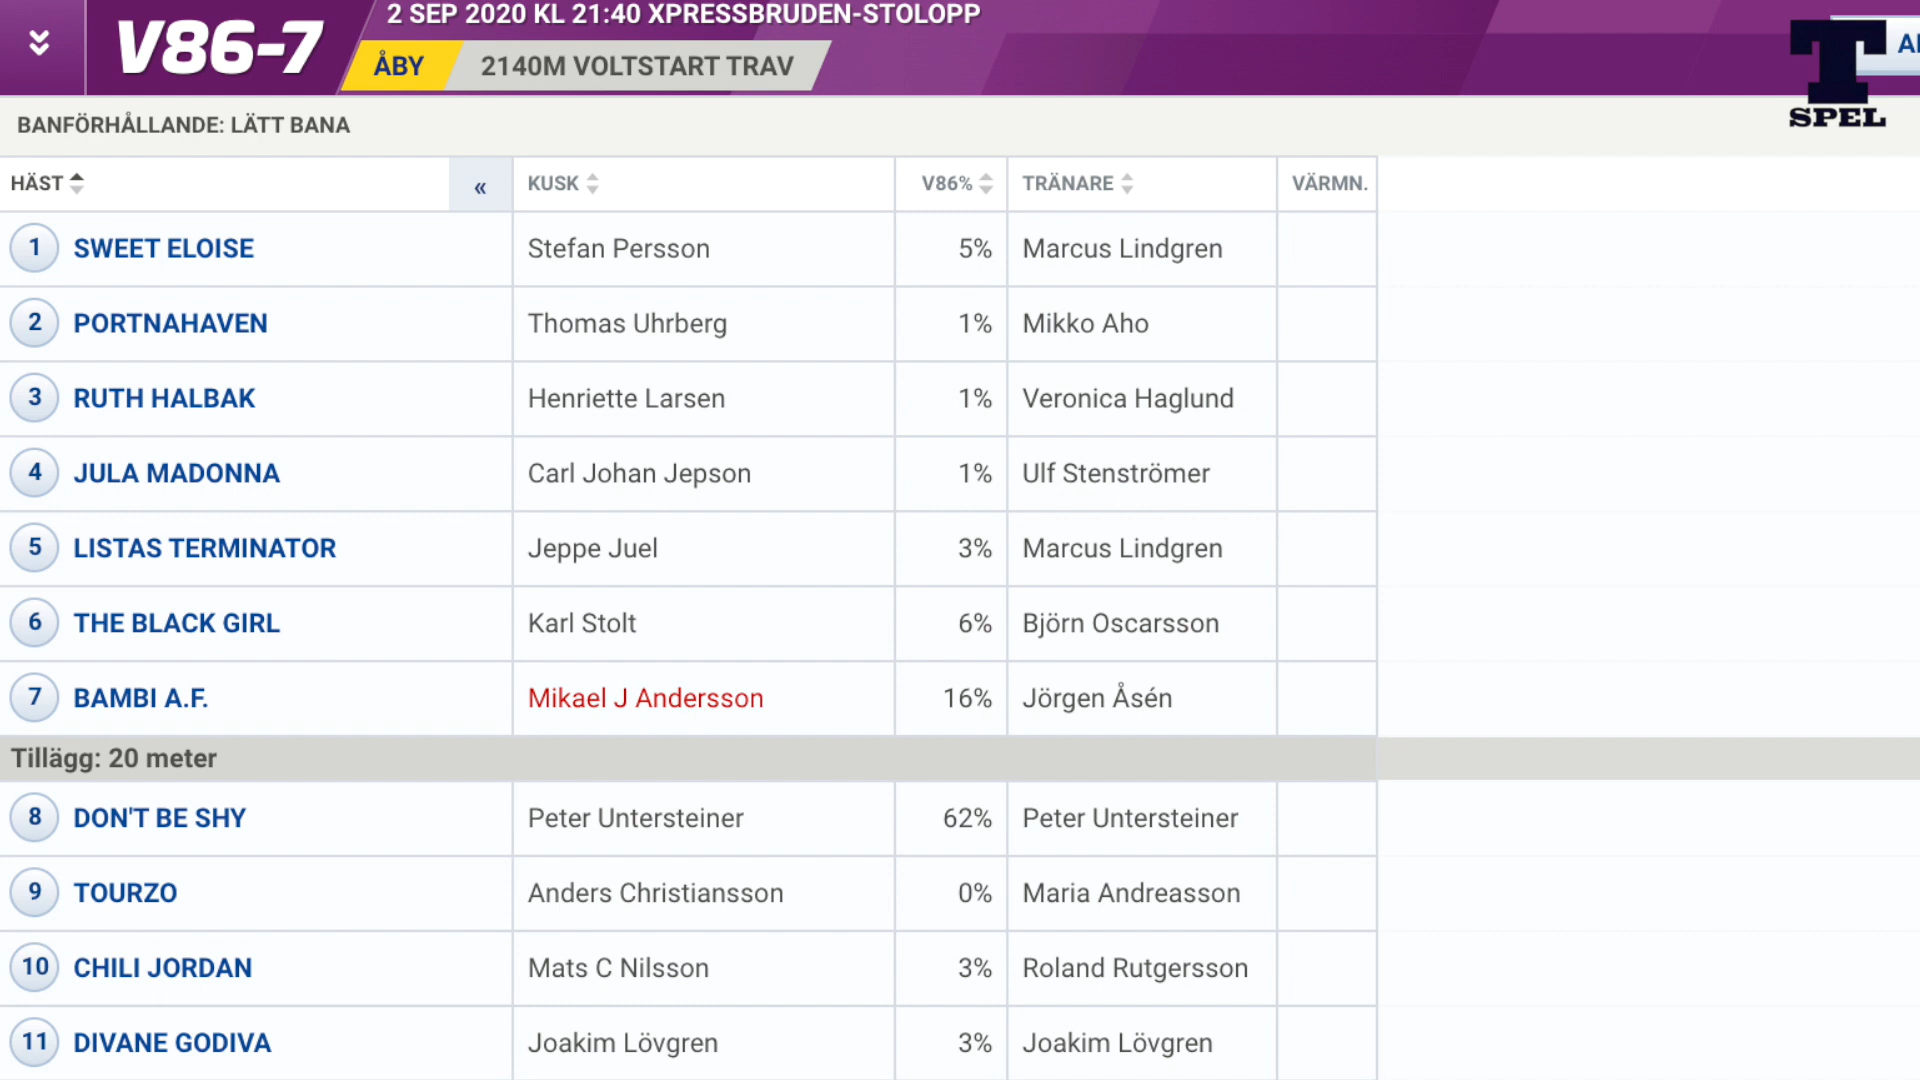 V86-7
2 SEP 2020 KL 21:40 XPRESSBRUDEN-STOLOPP
ÅBY 2140M VOLTSTART TRAV
T SPEL
BANFÖRHÅLLANDE: LÄTT BANA
HÄST « KUSK V86% TRÄNARE VÄRMN.
1 SWEET ELOISE Stefan Persson 5% Marcus Lindgren
2 PORTNAHAVEN Thomas Uhrberg 1% Mikko Aho
3 RUTH HALBAK Henriette Larsen 1% Veronica Haglund
4 JULA MADONNA Carl Johan Jepson 1% Ulf Stenströmer
5 LISTAS TERMINATOR Jeppe Juel 3% Marcus Lindgren
6 THE BLACK GIRL Karl Stolt 6% Björn Oscarsson
7 BAMBI A.F. Mikael J Andersson 16% Jörgen Åsén
Tillägg: 20 meter
8 DON'T BE SHY Peter Untersteiner 62% Peter Untersteiner
9 TOURZO Anders Christiansson 0% Maria Andreasson
10 CHILI JORDAN Mats C Nilsson 3% Roland Rutgersson
11 DIVANE GODIVA Joakim Lövgren 3% Joakim Lövgren